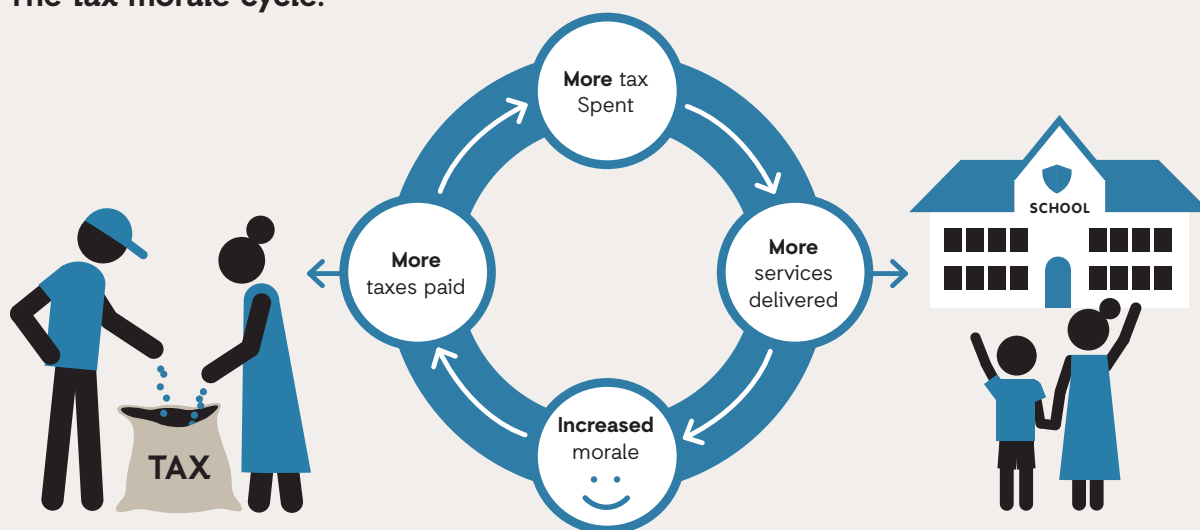 The tax morale cycle:
More tax
Spent
More
services
delivered
Increased
morale
More
taxes paid
TAX
SCHOOL